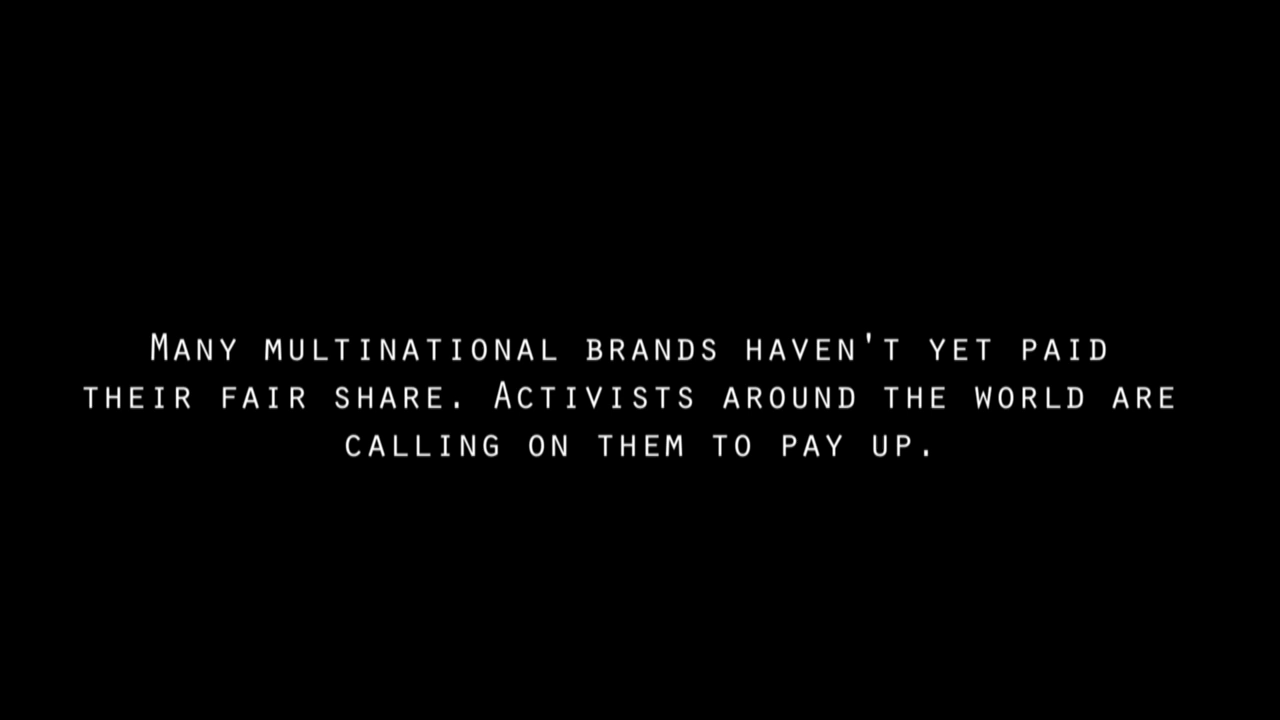 Many multinational brands haven't yet paid
their fair share. Activists around the world are
calling on them to pay up.